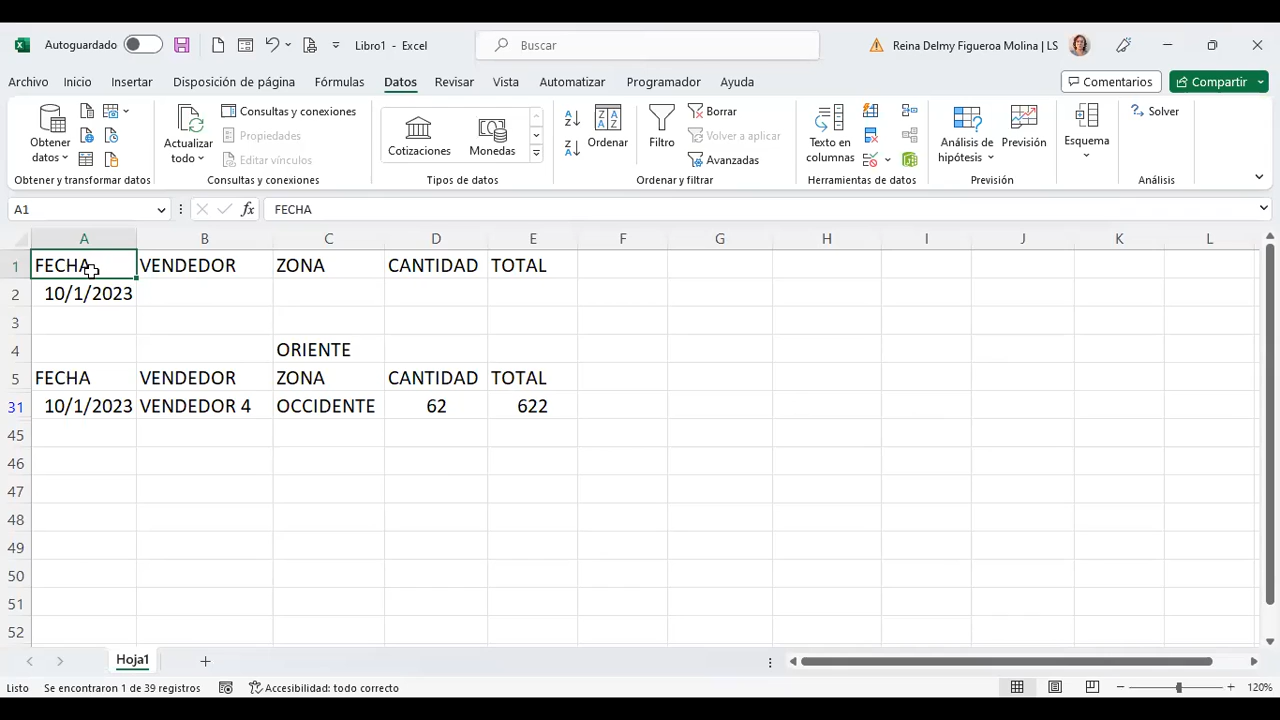 Autoguardado Libro1 - Excel Buscar Reina Delmy Figueroa Molina | LS
Archivo Inicio Insertar Disposición de página Fórmulas Datos Revisar Vista Automatizar Programador Ayuda Comentarios Compartir
Obtener datos
Obtener y transformar datos
Actualizar todo
Consultas y conexiones
Propiedades
Editar vínculos
Consultas y conexiones
Cotizaciones Monedas
Tipos de datos
Ordenar
Filtro
Borrar
Volver a aplicar
Avanzadas
Ordenar y filtrar
Texto en columnas
Herramientas de datos
Análisis de hipótesis
Previsión
Previsión
Esquema
Solver
Análisis
A1 fx FECHA
A B C D E F G H I J K L
1 FECHA VENDEDOR ZONA CANTIDAD TOTAL
2 10/1/2023
3
4 ORIENTE
5 FECHA VENDEDOR ZONA CANTIDAD TOTAL
31 10/1/2023 VENDEDOR 4 OCCIDENTE 62 622
45
46
47
48
49
50
51
52
Hoja1
Listo Se encontraron 1 de 39 registros Accesibilidad: todo correcto 120%